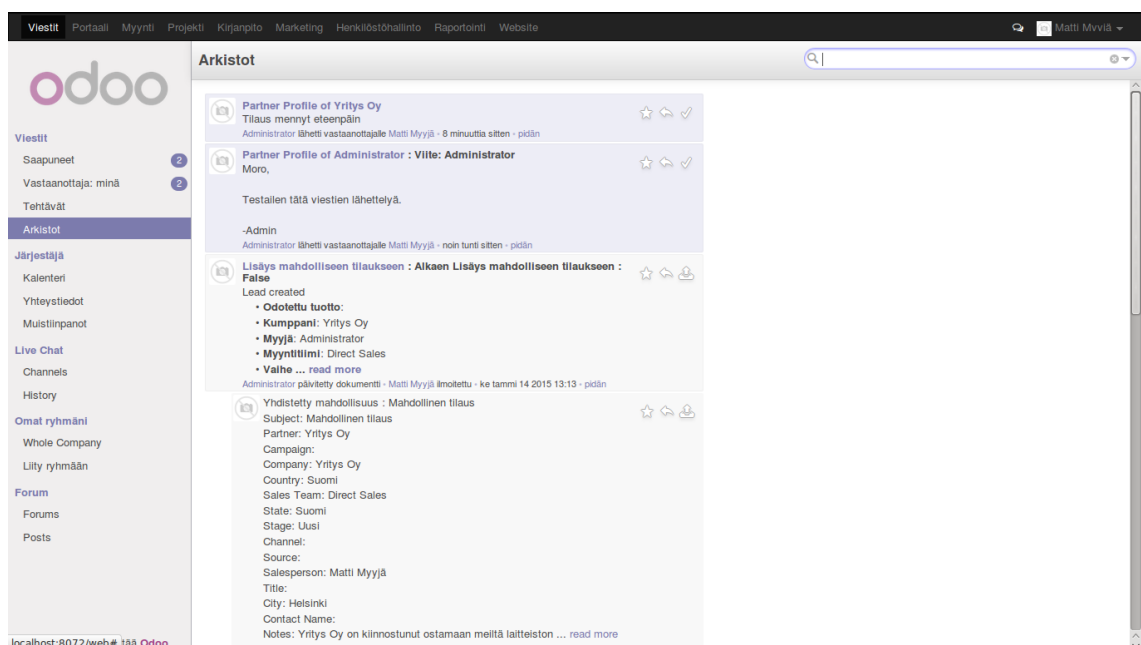 Viestit Portaali Myynti Projekti Kirjanpito Marketing Henkilöstöhallinto Raportointi Website
Matti Myyjä
odoo
Arkistot
Viestit
Saapuneet 2
Vastaanottaja: minä 2
Tehtävät
Arkistot
Järjestäjä
Kalenteri
Yhteystiedot
Muistiinpanot
Live Chat
Channels
History
Omat ryhmäni
Whole Company
Liity ryhmään
Forum
Forums
Posts
localhost:8072/web# tää Odoo
Partner Profile of Yritys Oy
Tilaus mennyt eteenpäin
Administrator lähetti vastaanottajalle Matti Myyjä - 8 minuuttia sitten - pidän
Partner Profile of Administrator : Viite: Administrator
Moro,
Testailen tätä viestien lähettelyä.
-Admin
Administrator lähetti vastaanottajalle Matti Myyjä - noin tunti sitten - pidän
Lisäys mahdolliseen tilaukseen : Alkaen Lisäys mahdolliseen tilaukseen :
False
Lead created
• Odotettu tuotto:
• Kumppani: Yritys Oy
• Myyjä: Administrator
• Myyntitiimi: Direct Sales
• Vaihe ... read more
Administrator päivitetty dokumentti - Matti Myyjä ilmoitettu - ke tammi 14 2015 13:13 - pidän
Yhdistetty mahdollisuus : Mahdollinen tilaus
Subject: Mahdollinen tilaus
Partner: Yritys Oy
Campaign:
Company: Yritys Oy
Country: Suomi
Sales Team: Direct Sales
State: Suomi
Stage: Uusi
Channel:
Source:
Salesperson: Matti Myyjä
Title:
City: Helsinki
Contact Name:
Notes: Yritys Oy on kiinnostunut ostamaan meiltä laitteiston ... read more